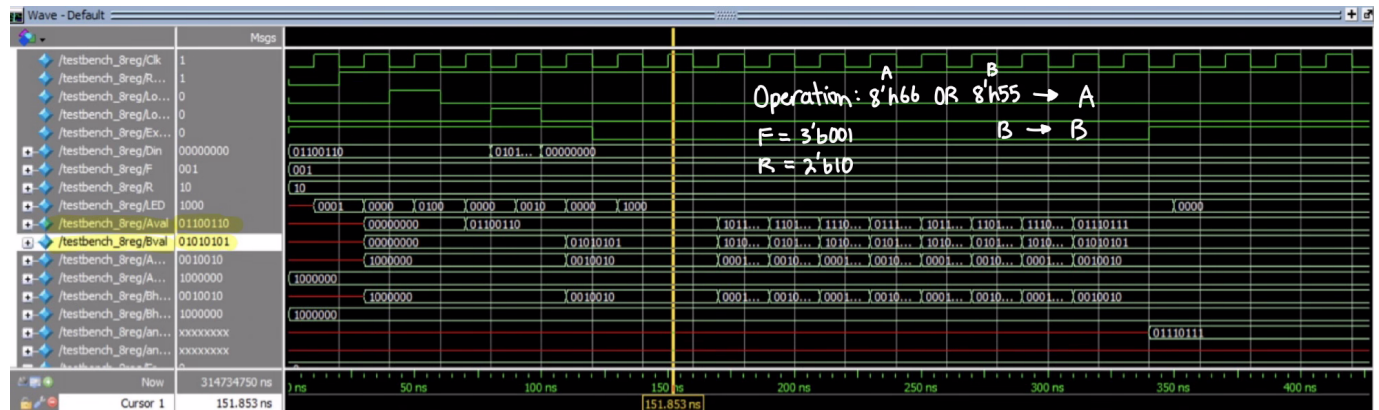 Wave - Default
Msgs
/testbench_8reg/Clk 1
/testbench_8reg/R... 1
/testbench_8reg/Lo... 0
/testbench_8reg/Lo... 0
/testbench_8reg/Ex... 0
/testbench_8reg/Din 00000000 01100110 0101... 00000000
/testbench_8reg/F 001 001
/testbench_8reg/R 10 10
/testbench_8reg/LED 1000 0001 0000 0100 0000 0010 0000 1000 0000
/testbench_8reg/Aval 01100110 00000000 01100110 1011... 1101... 1110... 0111... 1011... 1101... 1110... 01110111
/testbench_8reg/Bval 01010101 00000000 01010101 1010... 0101... 1010... 0101... 1010... 0101... 1010... 01010101
/testbench_8reg/A... 0010010 1000000 0010010 0001... 0010... 0001... 0010... 0001... 0010... 0001... 0010010
/testbench_8reg/A... 1000000 1000000
/testbench_8reg/Bh... 0010010 1000000 0010010 0001... 0010... 0001... 0010... 0001... 0010... 0001... 0010010
/testbench_8reg/Bh... 1000000 1000000
/testbench_8reg/an... xxxxxxxx 01110111
/testbench_8reg/an... xxxxxxxx
A B
Operation: 8'h66 OR 8'h55 → A
B → B
F = 3'b001
R = 2'b10
Now 314734750 ns
50 ns 100 ns 150 ns 200 ns 250 ns 300 ns 350 ns 400 ns
Cursor 1 151.853 ns 151.853 ns